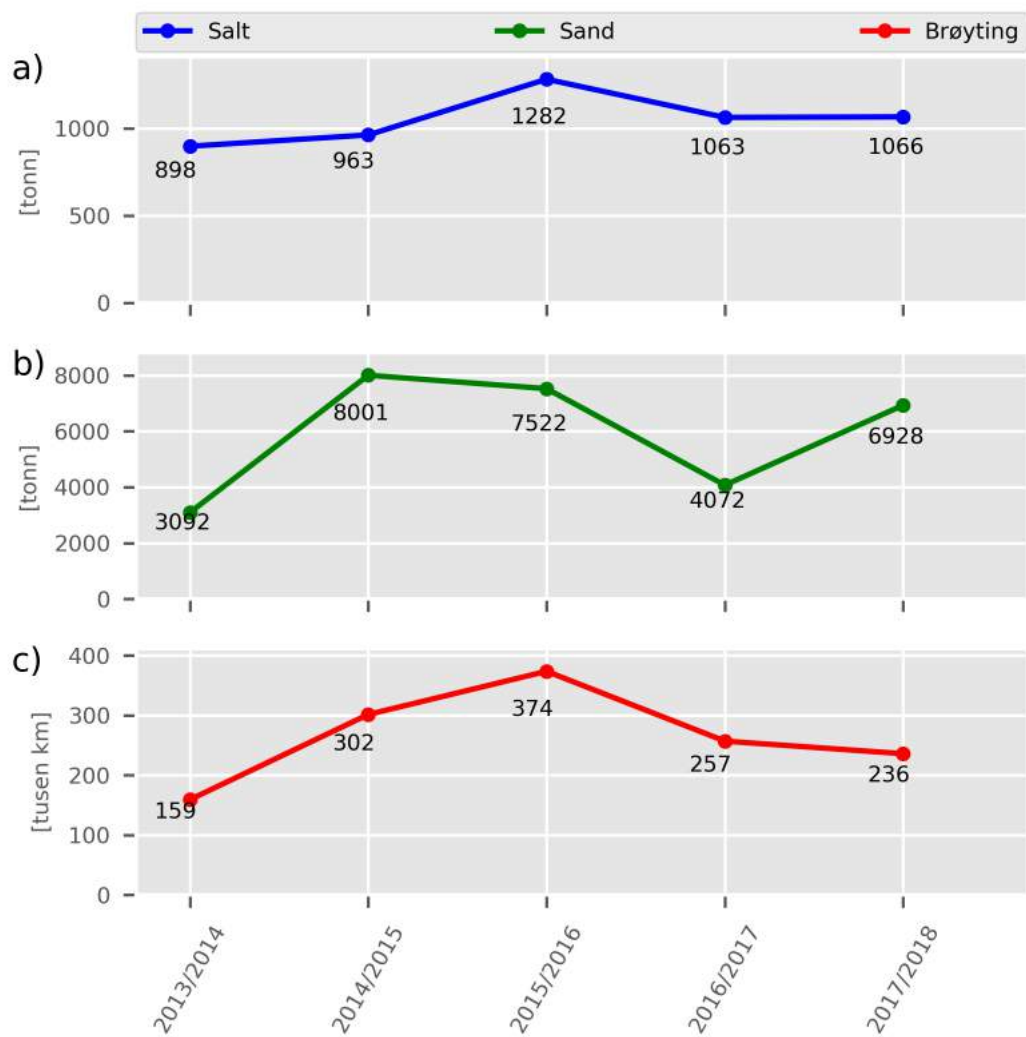 Salt Sand Brøyting
a)
1000
500
0
[tonn]
898 963 1282 1063 1066
b)
8000
6000
4000
2000
0
[tonn]
3092 8001 7522 4072 6928
c)
400
300
200
100
0
[tusen km]
159 302 374 257 236
2013/2014 2014/2015 2015/2016 2016/2017 2017/2018